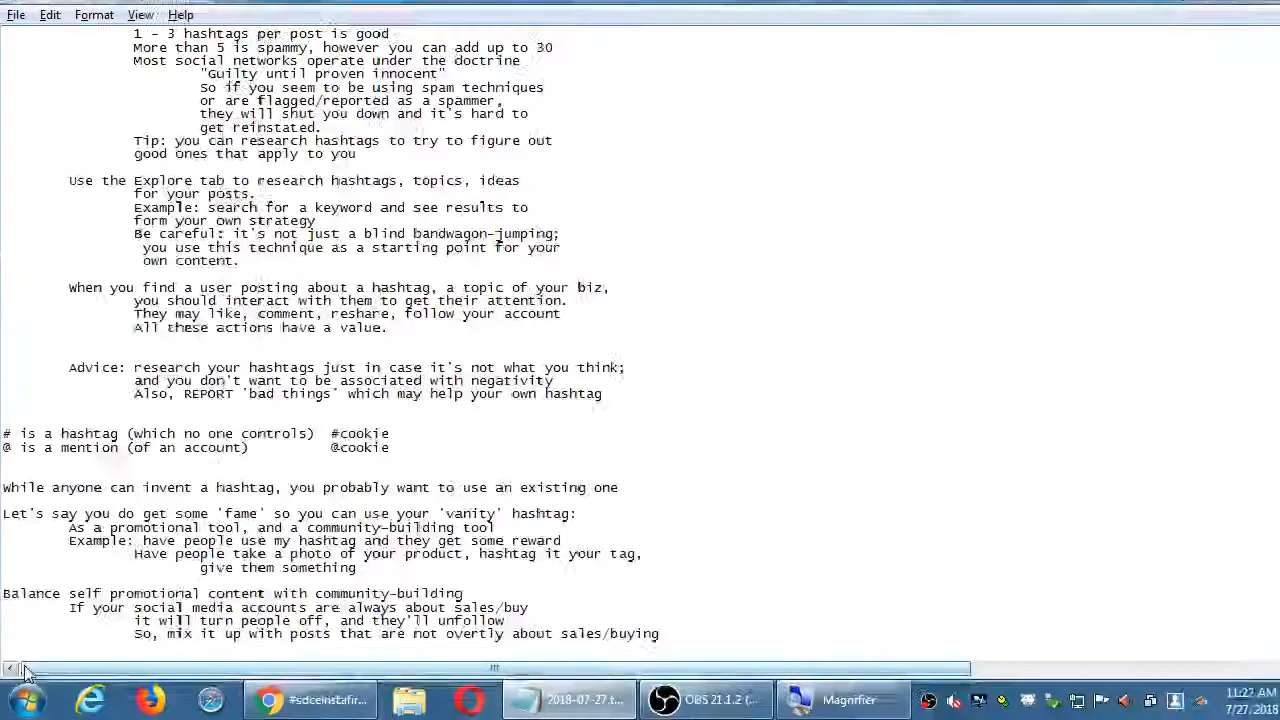 File Edit Format View Help
1 - 3 hashtags per post is good
More than 5 is spammy, however you can add up to 30
Most social networks operate under the doctrine
"Guilty until proven innocent"
So if you seem to be using spam techniques
or are flagged/reported as a spammer,
they will shut you down and it's hard to
get reinstated.
Tip: you can research hashtags to try to figure out
good ones that apply to you
Use the Explore tab to research hashtags, topics, ideas
for your posts.
Example: search for a keyword and see results to
form your own strategy
Be careful: it's not just a blind bandwagon-jumping;
you use this technique as a starting point for your
own content.
When you find a user posting about a hashtag, a topic of your biz,
you should interact with them to get their attention.
They may like, comment, reshare, follow your account
All these actions have a value.
Advice: research your hashtags just in case it's not what you think;
and you don't want to be associated with negativity
Also, REPORT 'bad things' which may help your own hashtag
# is a hashtag (which no one controls) #cookie
@ is a mention (of an account) @cookie
While anyone can invent a hashtag, you probably want to use an existing one
Let's say you do get some 'fame' so you can use your 'vanity' hashtag:
As a promotional tool, and a community-building tool
Example: have people use my hashtag and they get some reward
Have people take a photo of your product, hashtag it your tag,
give them something
Balance self promotional content with community-building
If your social media accounts are always about sales/buy
it will turn people off, and they'll unfollow
So, mix it up with posts that are not overtly about sales/buying
#sdceinstafir... 2018-07-27 t... OBS 21.1.2 (... Magnifier 11:27 AM
7/27/2018